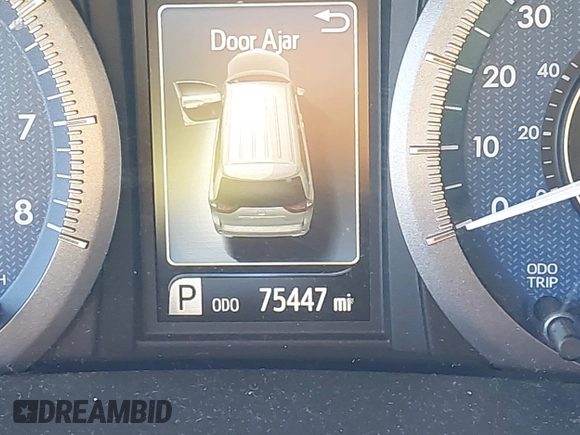 Door Ajar
7
8
H
P ODO 75447 mi
30
20
10
0
40
20
ODO
TRIP
DREAMBID